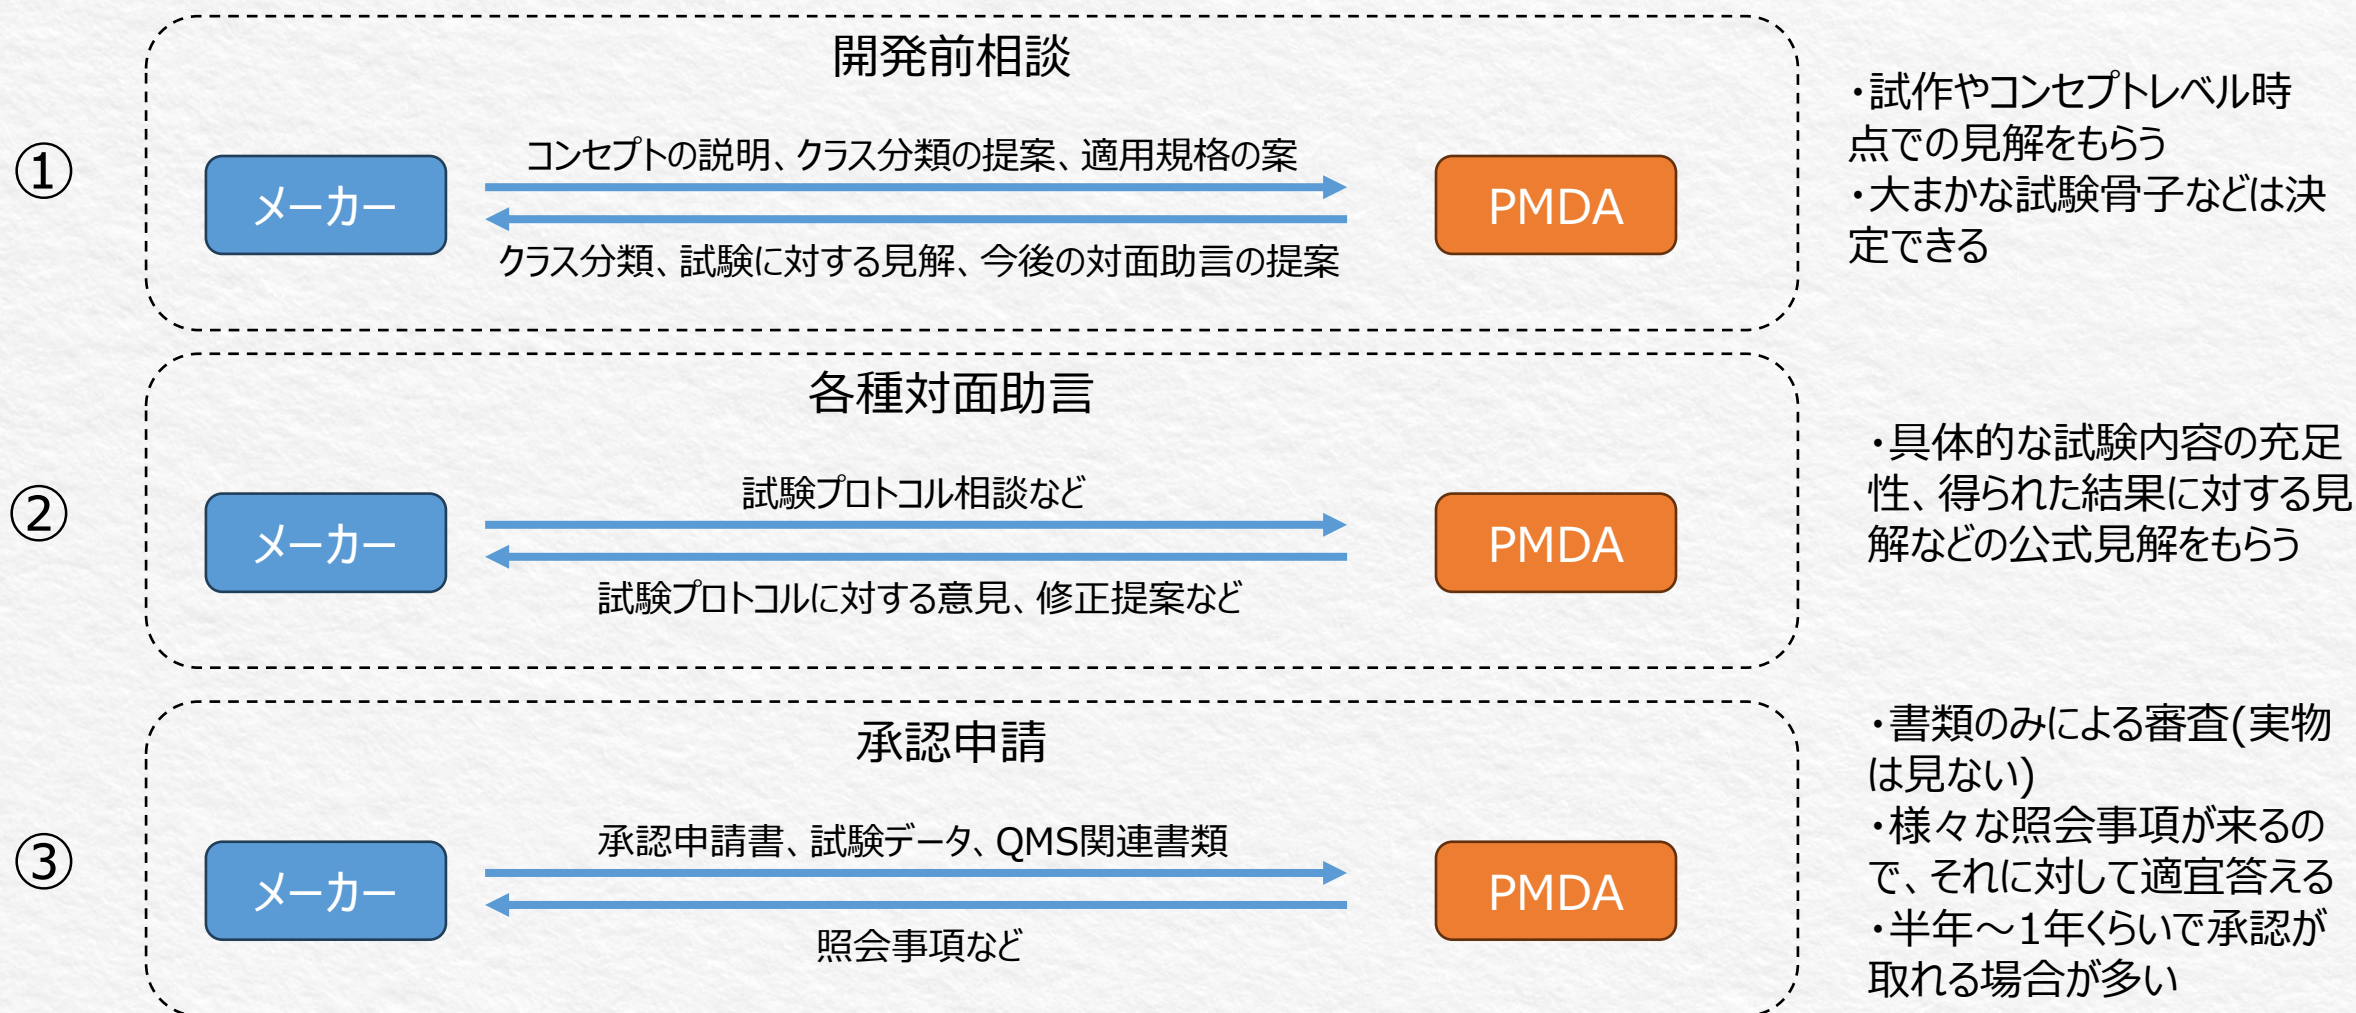 開発前相談
①
メーカー
コンセプトの説明、クラス分類の提案、適用規格の案
クラス分類、試験に対する見解、今後の対面助言の提案
PMDA
・試作やコンセプトレベル時
点での見解をもらう
・大まかな試験骨子などは決
定できる
各種対面助言
②
メーカー
試験プロトコル相談など
試験プロトコルに対する意見、修正提案など
PMDA
・具体的な試験内容の充足
性、得られた結果に対する見
解などの公式見解をもらう
承認申請
③
メーカー
承認申請書、試験データ、QMS関連書類
照会事項など
PMDA
・書類のみによる審査(実物
は見ない)
・様々な照会事項が来るの
で、それに対して適宜答える
・半年～1年くらいで承認が
取れる場合が多い